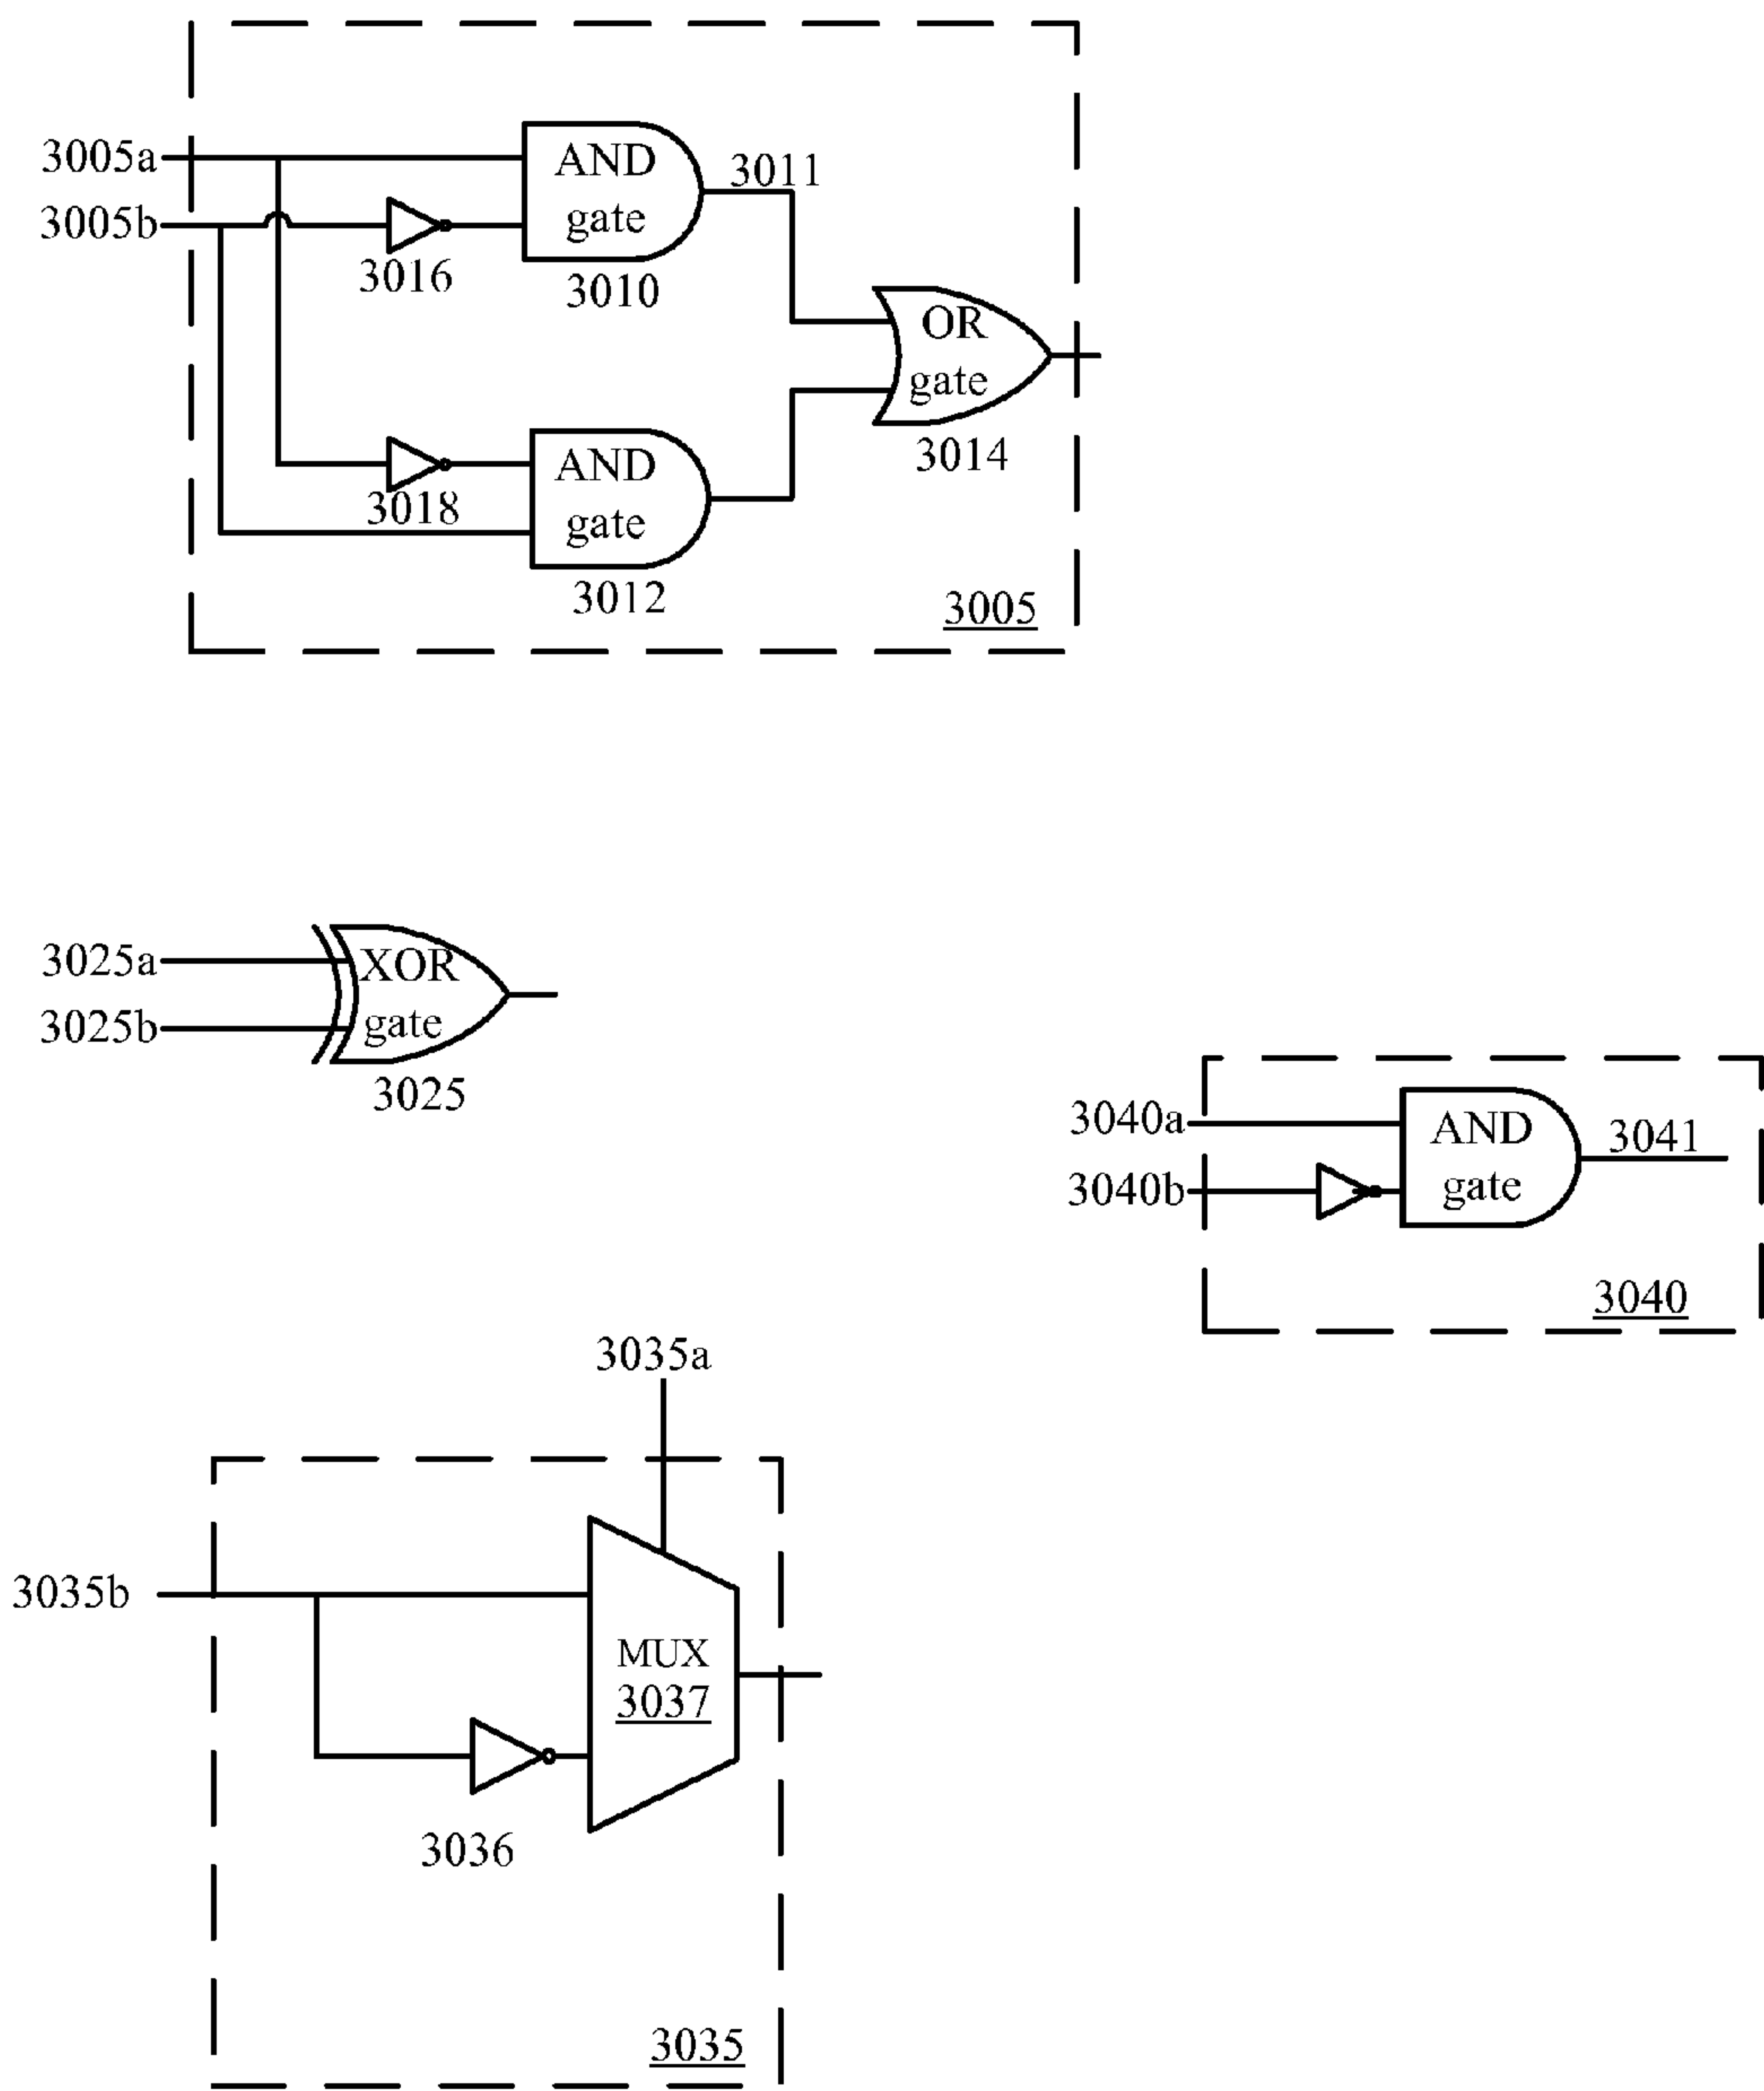 3005a
3005b
AND
gate
3010
3011
3016
OR
gate
3014
AND
gate
3012
3018
3005
3025a
3025b
XOR
gate
3025
3040a
3040b
AND
gate
3041
3040
3035a
3035b
MUX
3037
3036
3035